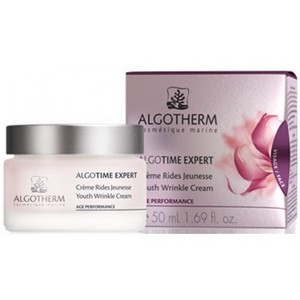 ALGOTHERM
cosmétique marine
ALGOTIME EXPERT
Crème Rides Jeunesse
Youth Wrinkle Cream
AGE PERFORMANCE
ALGOTHERM
cosmétique marine
ALGOTIME EXPERT
Crème Rides Jeunesse
Youth Wrinkle Cream
AGE PERFORMANCE
e 50 mL 1.69 fl. oz.